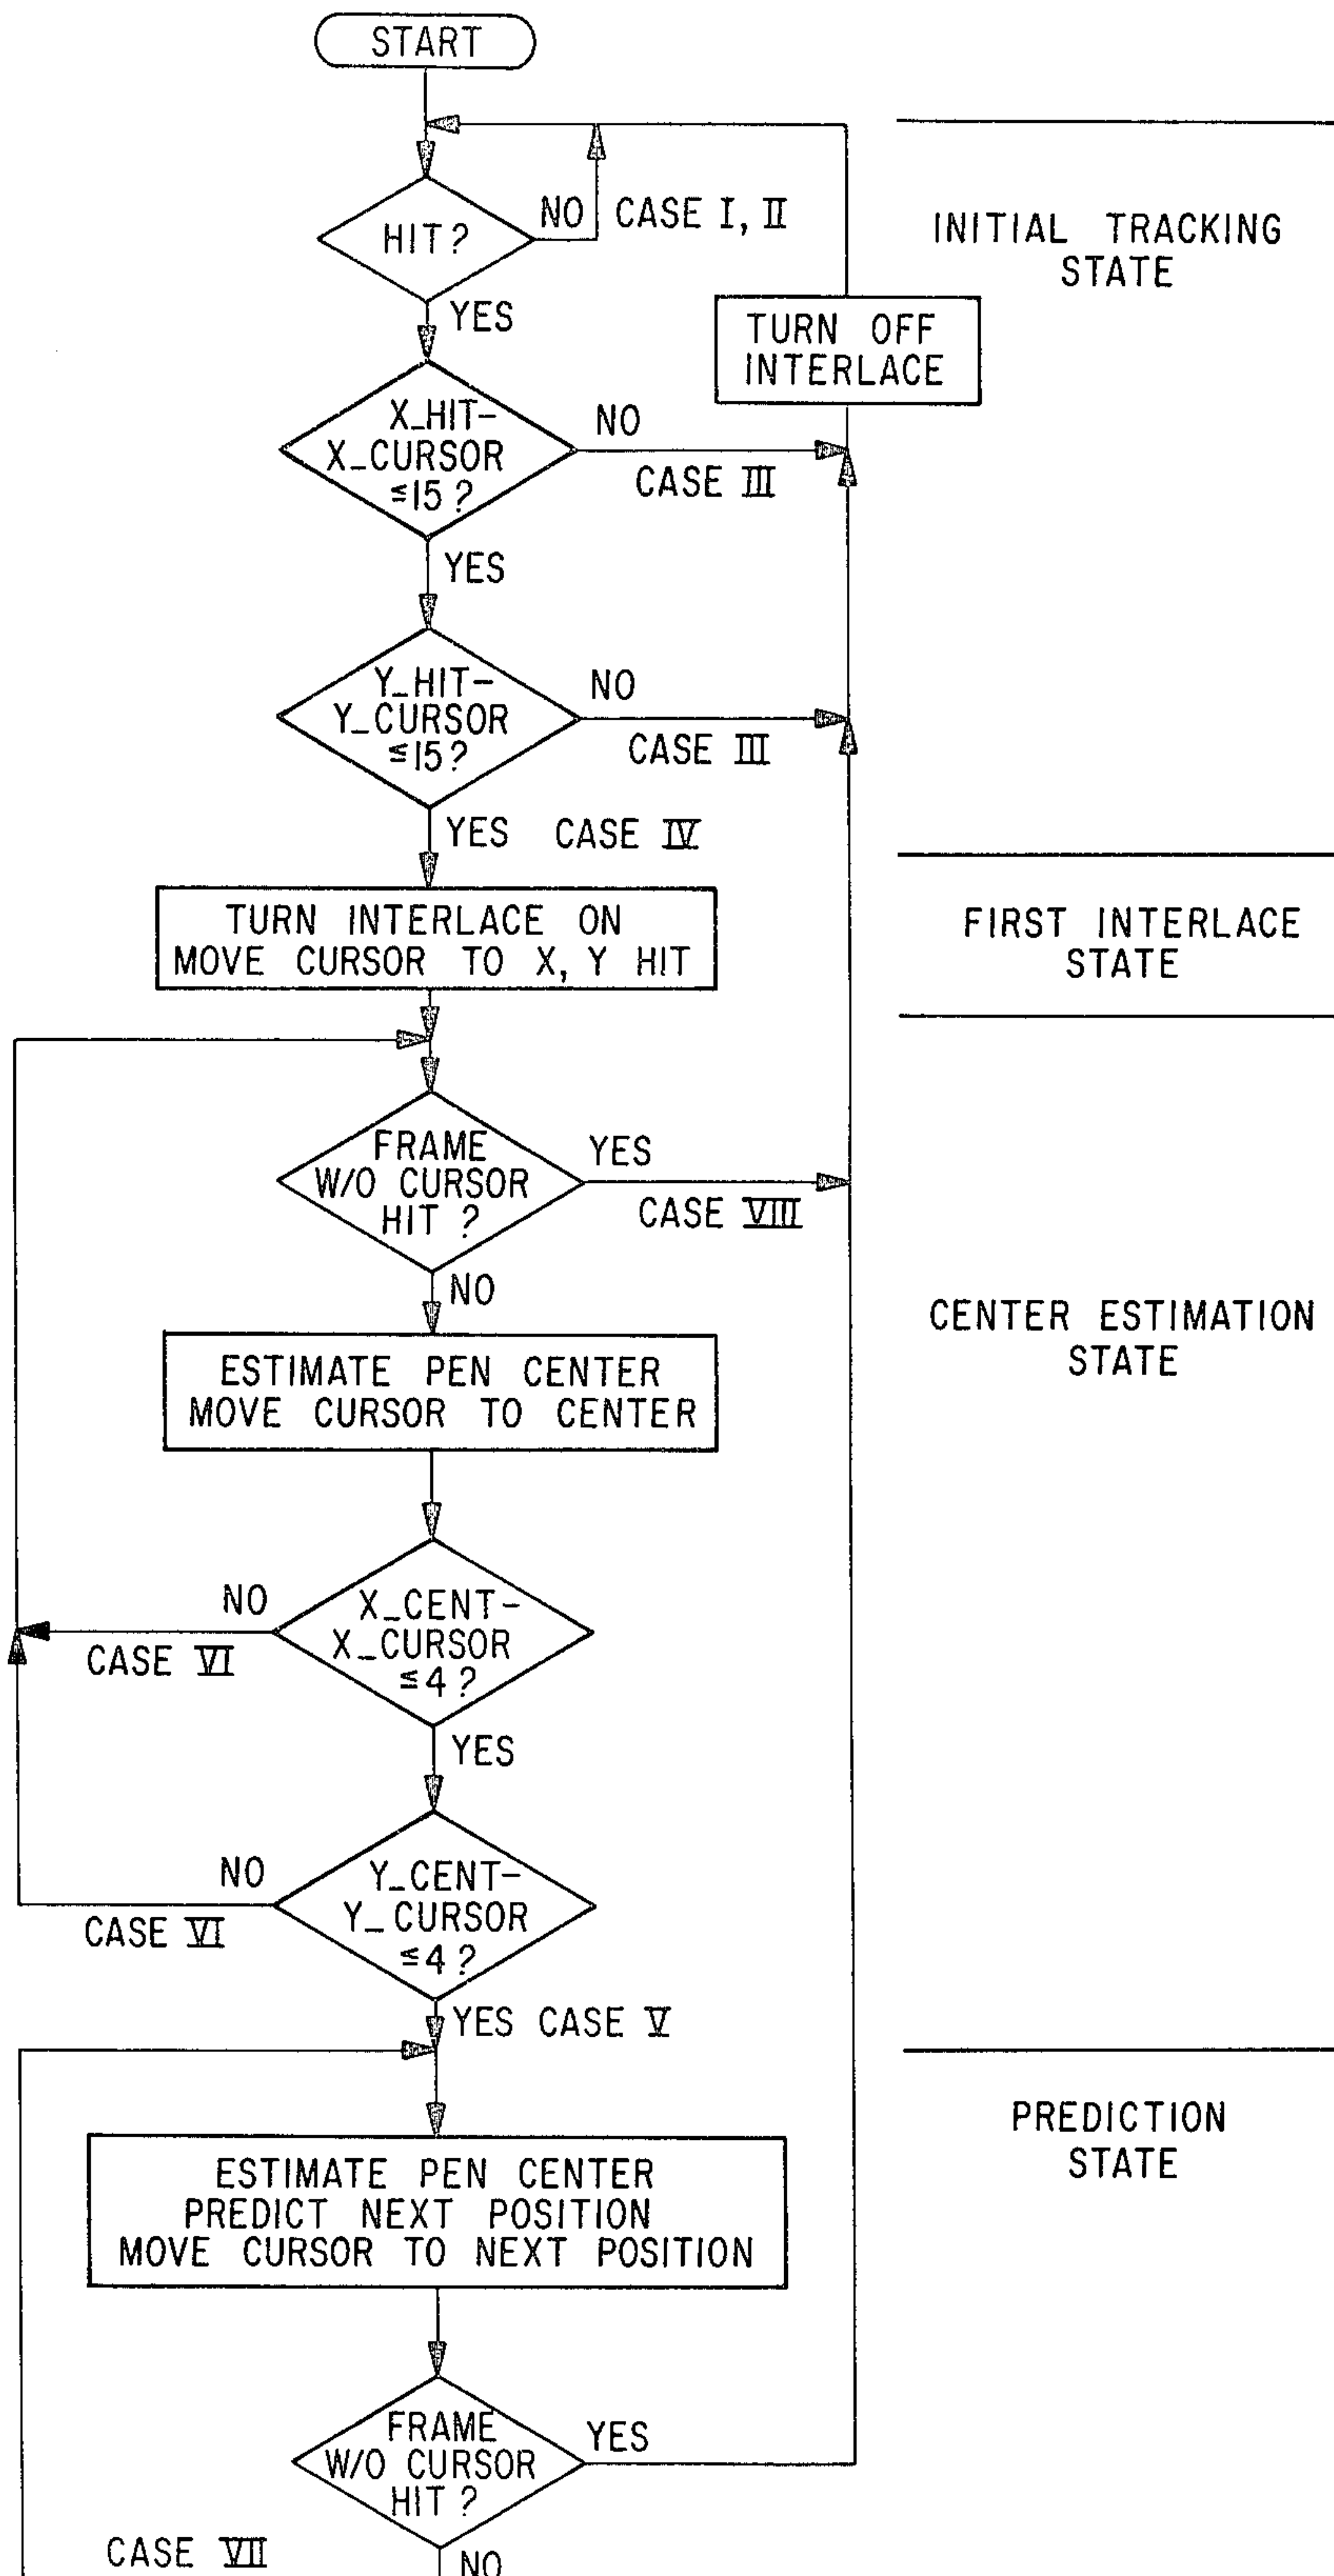 START
HIT?
NO
CASE I, II
YES
INITIAL TRACKING
STATE
TURN OFF
INTERLACE
X_HIT-
X_CURSOR
≤15?
NO
CASE III
YES
Y_HIT-
Y_CURSOR
≤15?
NO
CASE III
YES
CASE IV
TURN INTERLACE ON
MOVE CURSOR TO X, Y HIT
FIRST INTERLACE
STATE
FRAME
W/O CURSOR
HIT ?
YES
CASE VIII
NO
CENTER ESTIMATION
STATE
ESTIMATE PEN CENTER
MOVE CURSOR TO CENTER
X_CENT-
X_CURSOR
≤4?
NO
CASE VI
YES
Y_CENT-
Y_CURSOR
≤4?
NO
CASE VI
YES CASE V
PREDICTION
STATE
ESTIMATE PEN CENTER
PREDICT NEXT POSITION
MOVE CURSOR TO NEXT POSITION
FRAME
W/O CURSOR
HIT ?
YES
CASE VII
NO